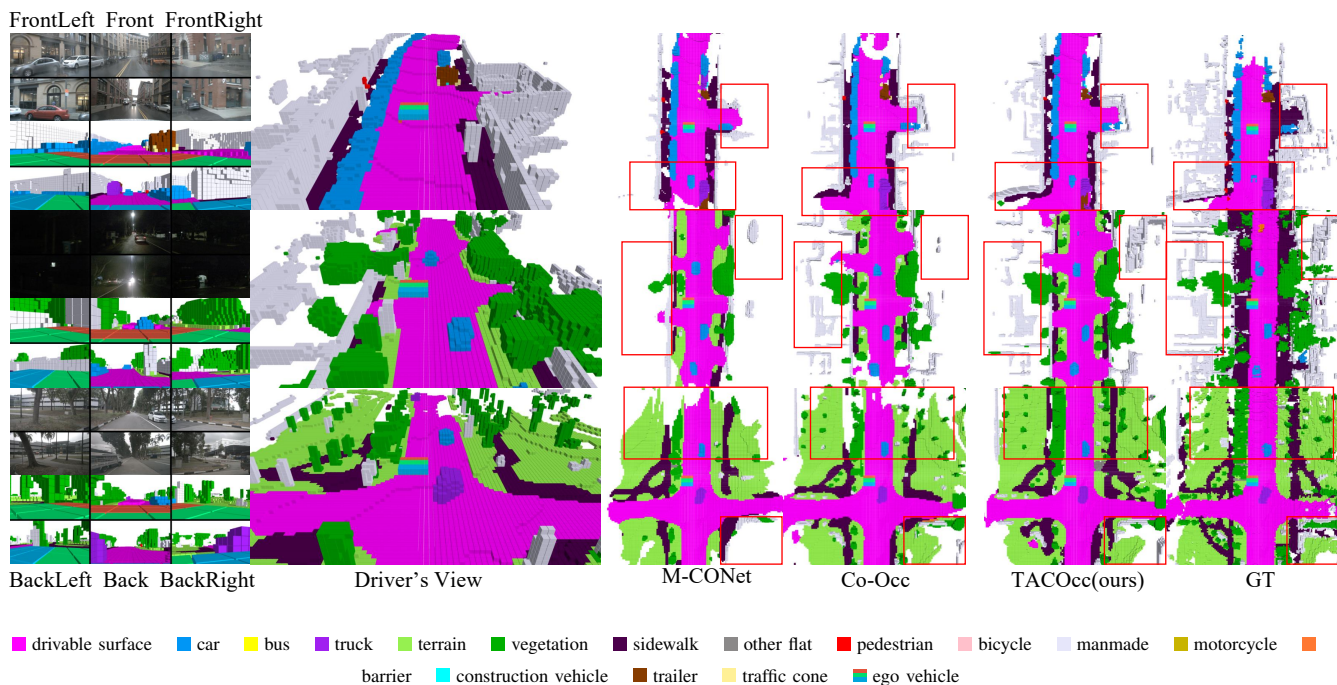 FrontLeft Front FrontRight
BackLeft Back BackRight Driver's View M-CONet Co-Occ TACOcc(ours) GT
drivable surface car bus truck terrain vegetation sidewalk other flat pedestrian bicycle manmade motorcycle
barrier construction vehicle trailer traffic cone ego vehicle